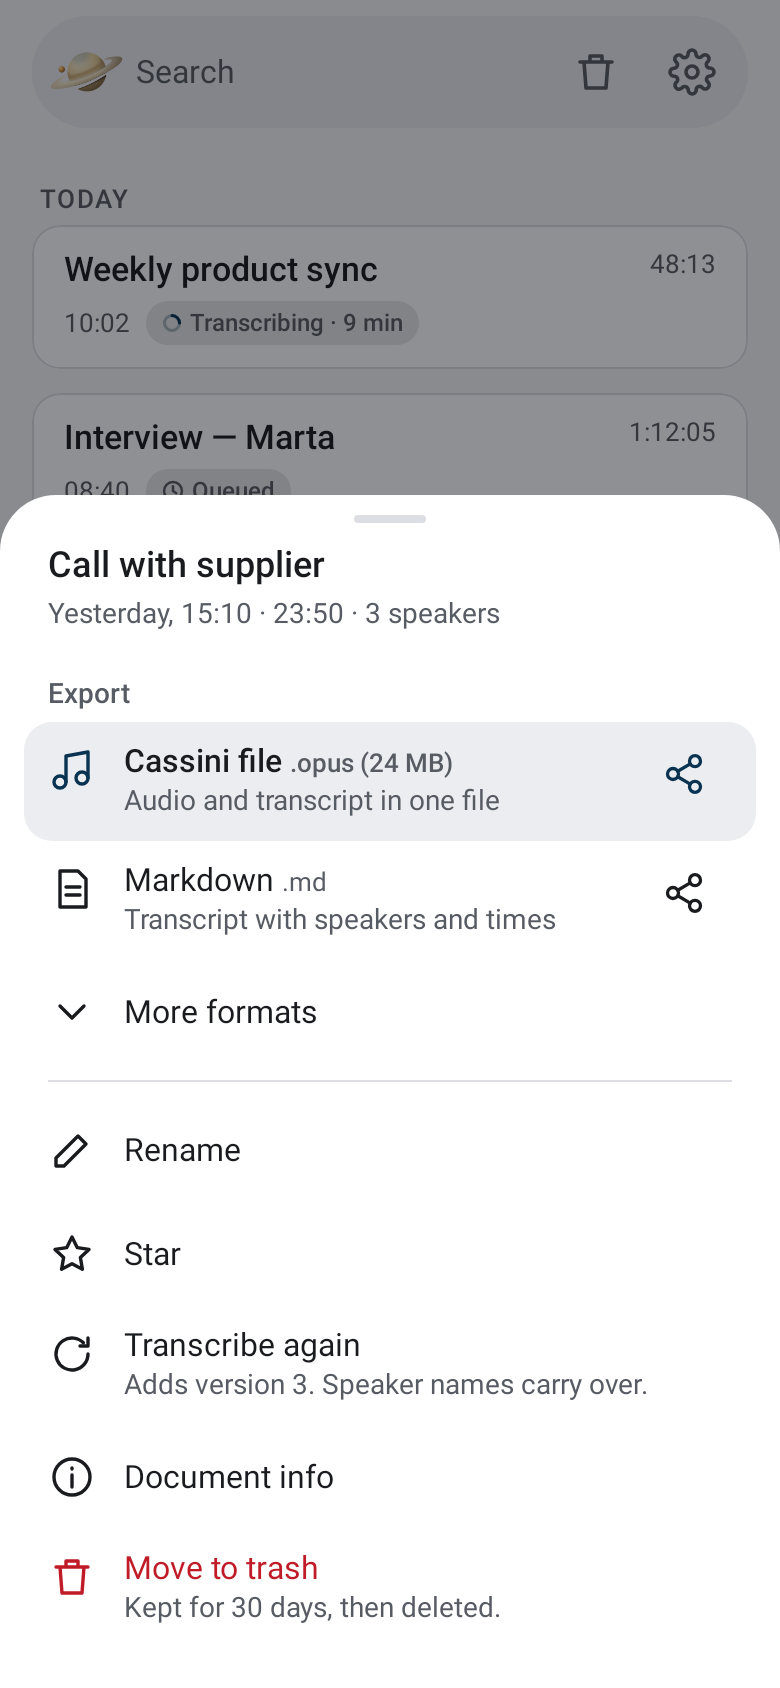 Search
TODAY
Weekly product sync 48:13
10:02 Transcribing · 9 min
Interview — Marta 1:12:05
08:40 Queued
Call with supplier
Yesterday, 15:10 · 23:50 · 3 speakers
Export
Cassini file .opus (24 MB)
Audio and transcript in one file
Markdown .md
Transcript with speakers and times
More formats
Rename
Star
Transcribe again
Adds version 3. Speaker names carry over.
Document info
Move to trash
Kept for 30 days, then deleted.